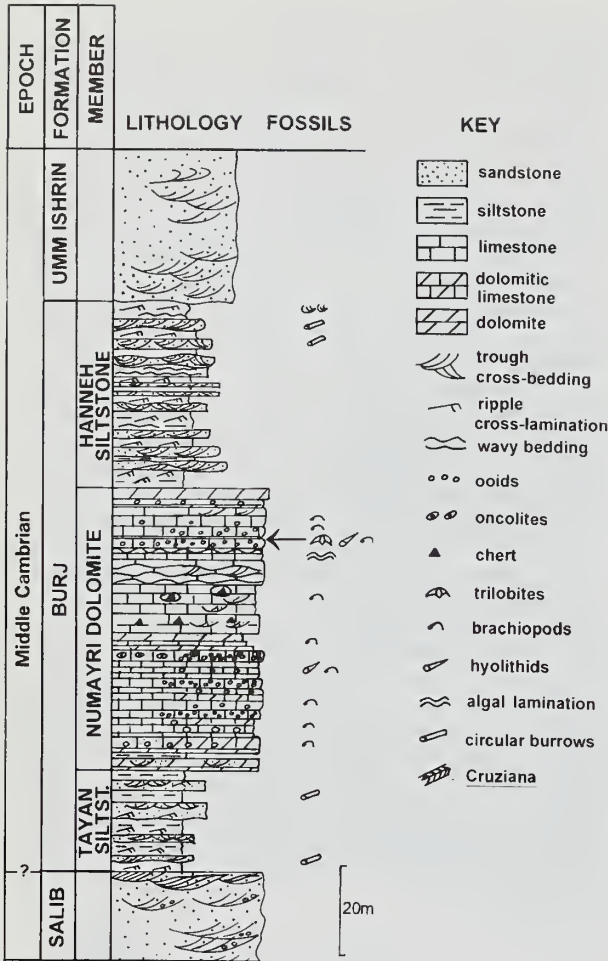 EPOCH
FORMATION
MEMBER
LITHOLOGY FOSSILS
KEY
Middle Cambrian
?
UMM ISHRIN
BURJ
SALIB
HANNEH
SILTSTONE
NUMAYRI DOLOMITE
TAYAN
SILTST.
20m
sandstone
siltstone
limestone
dolomitic
limestone
dolomite
trough
cross-bedding
ripple
cross-lamination
wavy bedding
ooids
oncolites
chert
trilobites
brachiopods
hyolithids
algal lamination
circular burrows
Cruziana